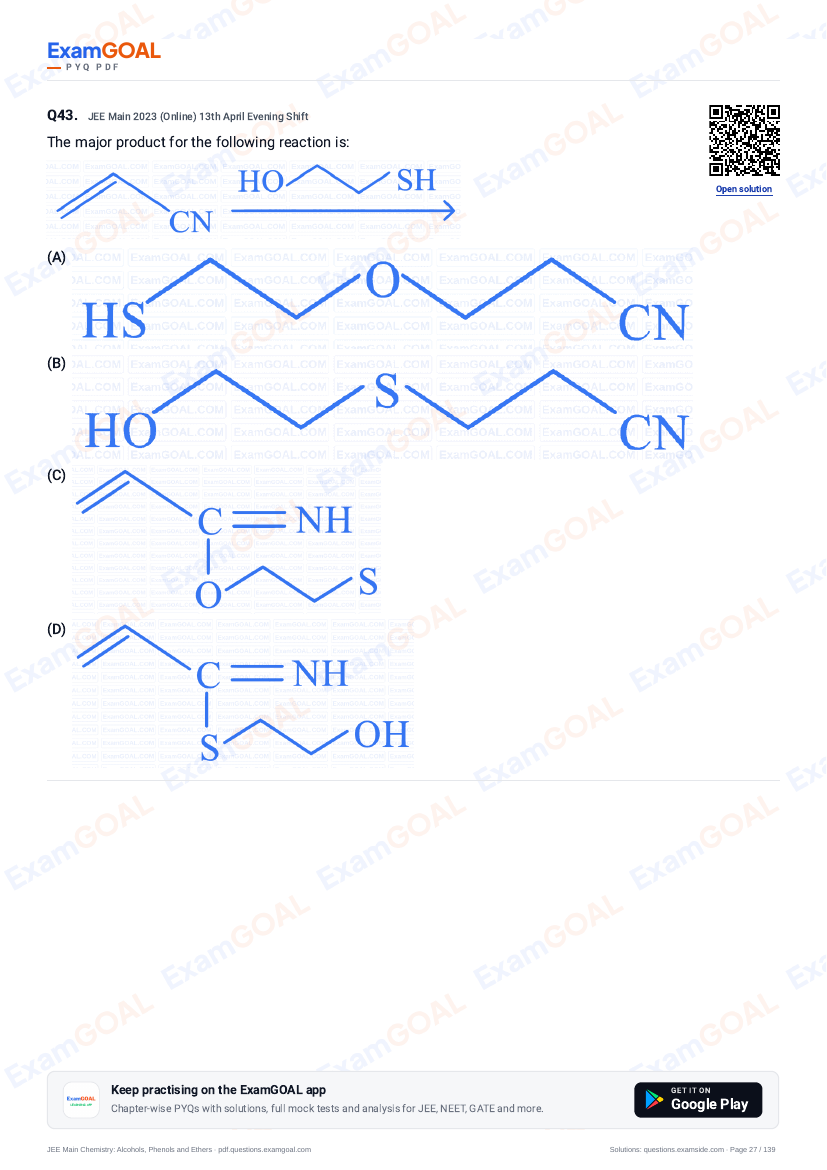 ExamGOAL
PYQ PDF
Q43. JEE Main 2023 (Online) 13th April Evening Shift
The major product for the following reaction is:
Open solution
CN
HO SH
(A)
HS O CN
(B)
HO S CN
(C)
C NH
O S
(D)
C NH
S OH
Keep practising on the ExamGOAL app
Chapter-wise PYQs with solutions, full mock tests and analysis for JEE, NEET, GATE and more.
GET IT ON
Google Play
JEE Main Chemistry: Alcohols, Phenols and Ethers · pdf.questions.examgoal.com
Solutions: questions.examside.com · Page 27 / 139